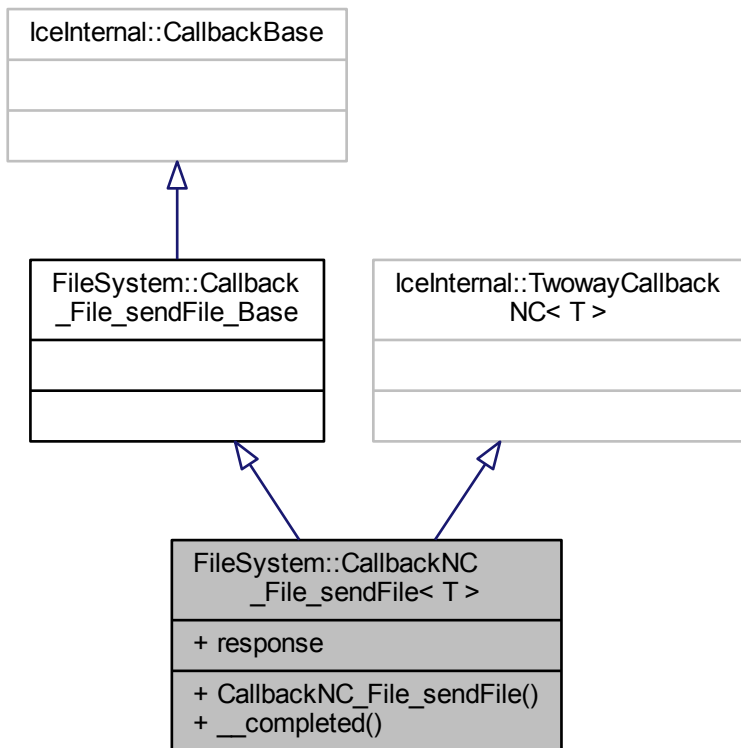 IceInternal::CallbackBase
FileSystem::Callback
_File_sendFile_Base
IceInternal::TwowayCallback
NC< T >
FileSystem::CallbackNC
_File_sendFile< T >
+ response
+ CallbackNC_File_sendFile()
+ __completed()